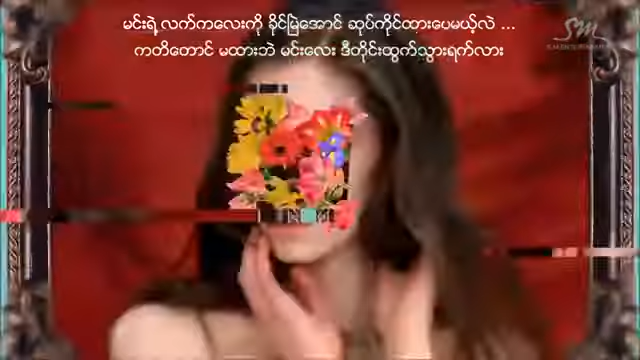 မင်းရဲ့ လက်ကလေးကို ခိုင်မြဲအောင် ဆုပ်ကိုင်ထားပေမယ့်လဲ ...
ကတိတောင် မထားဘဲ မင်းလေး ဒီတိုင်းထွက်သွားရက်လား
SM